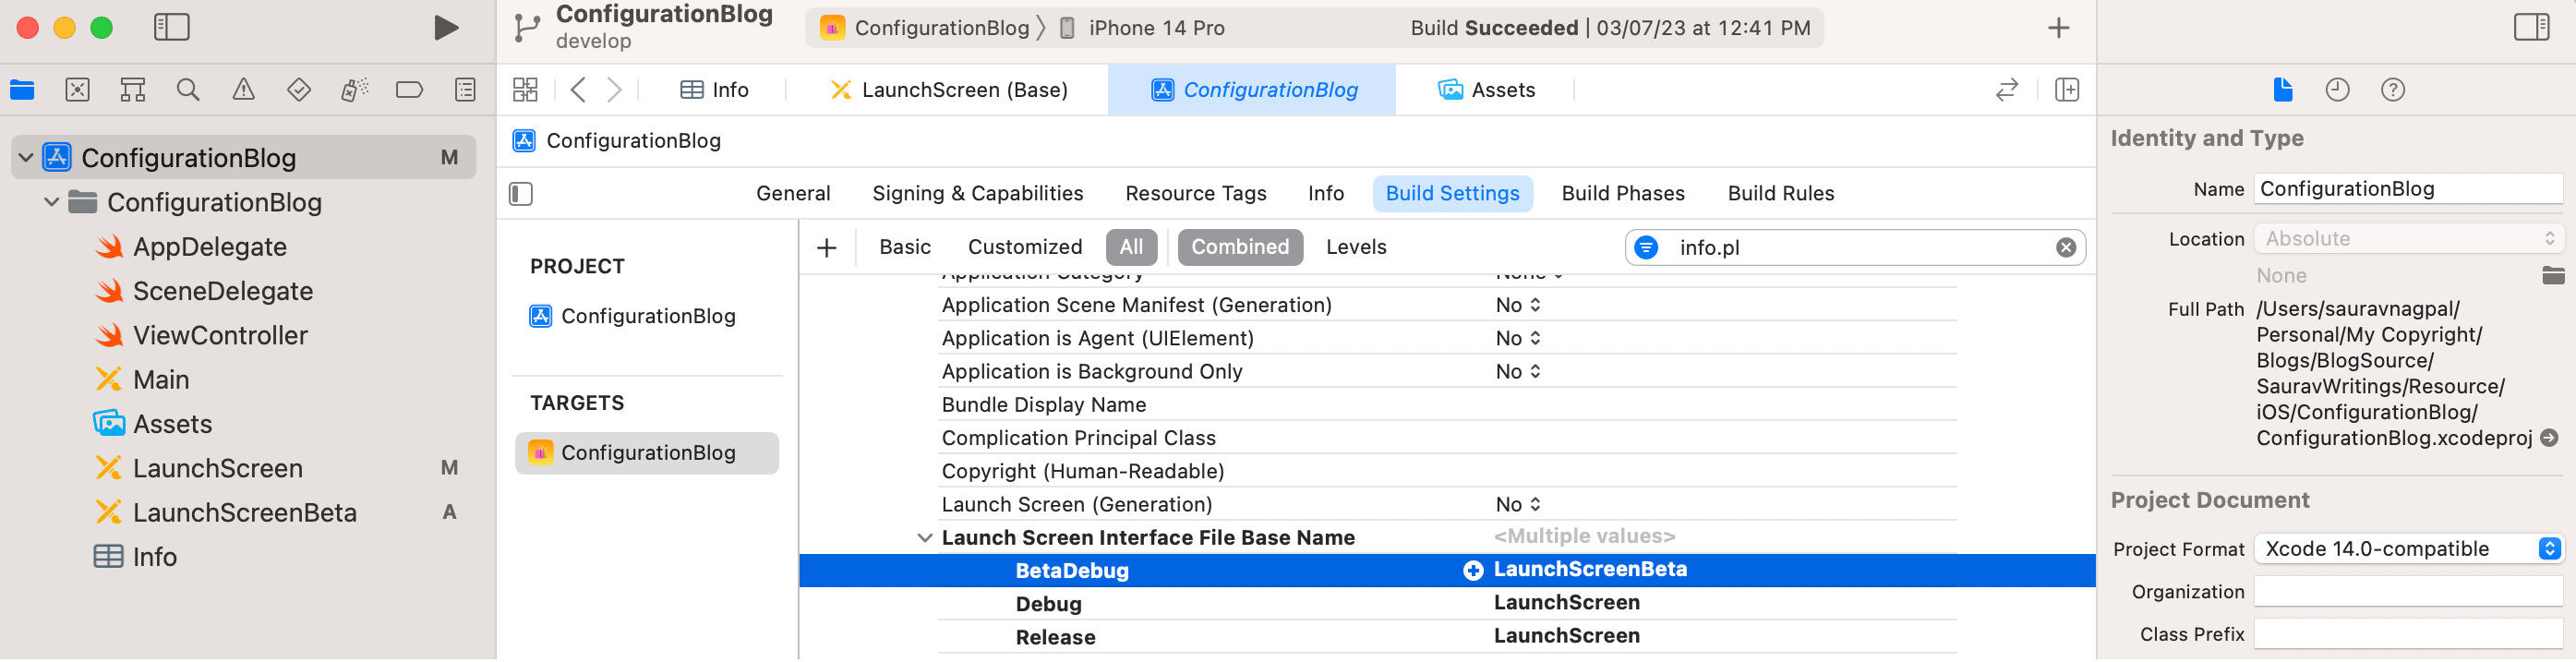 ConfigurationBlog
develop
ConfigurationBlog
iPhone 14 Pro
Build Succeeded | 03/07/23 at 12:41 PM
Info
LaunchScreen (Base)
ConfigurationBlog
Assets
ConfigurationBlog M
ConfigurationBlog
AppDelegate
SceneDelegate
ViewController
Main
Assets
LaunchScreen M
LaunchScreenBeta A
Info
ConfigurationBlog
General Signing & Capabilities Resource Tags Info Build Settings Build Phases Build Rules
PROJECT
ConfigurationBlog
TARGETS
ConfigurationBlog
Basic Customized All Combined Levels
info.pl
Application Category None
Application Scene Manifest (Generation) No
Application is Agent (UIElement) No
Application is Background Only No
Bundle Display Name
Complication Principal Class
Copyright (Human-Readable)
Launch Screen (Generation) No
Launch Screen Interface File Base Name <Multiple values>
BetaDebug LaunchScreenBeta
Debug LaunchScreen
Release LaunchScreen
Identity and Type
Name ConfigurationBlog
Location Absolute
None
Full Path /Users/sauravnagpal/
Personal/My Copyright/
Blogs/BlogSource/
SauravWritings/Resource/
iOS/ConfigurationBlog/
ConfigurationBlog.xcodeproj
Project Document
Project Format Xcode 14.0-compatible
Organization
Class Prefix